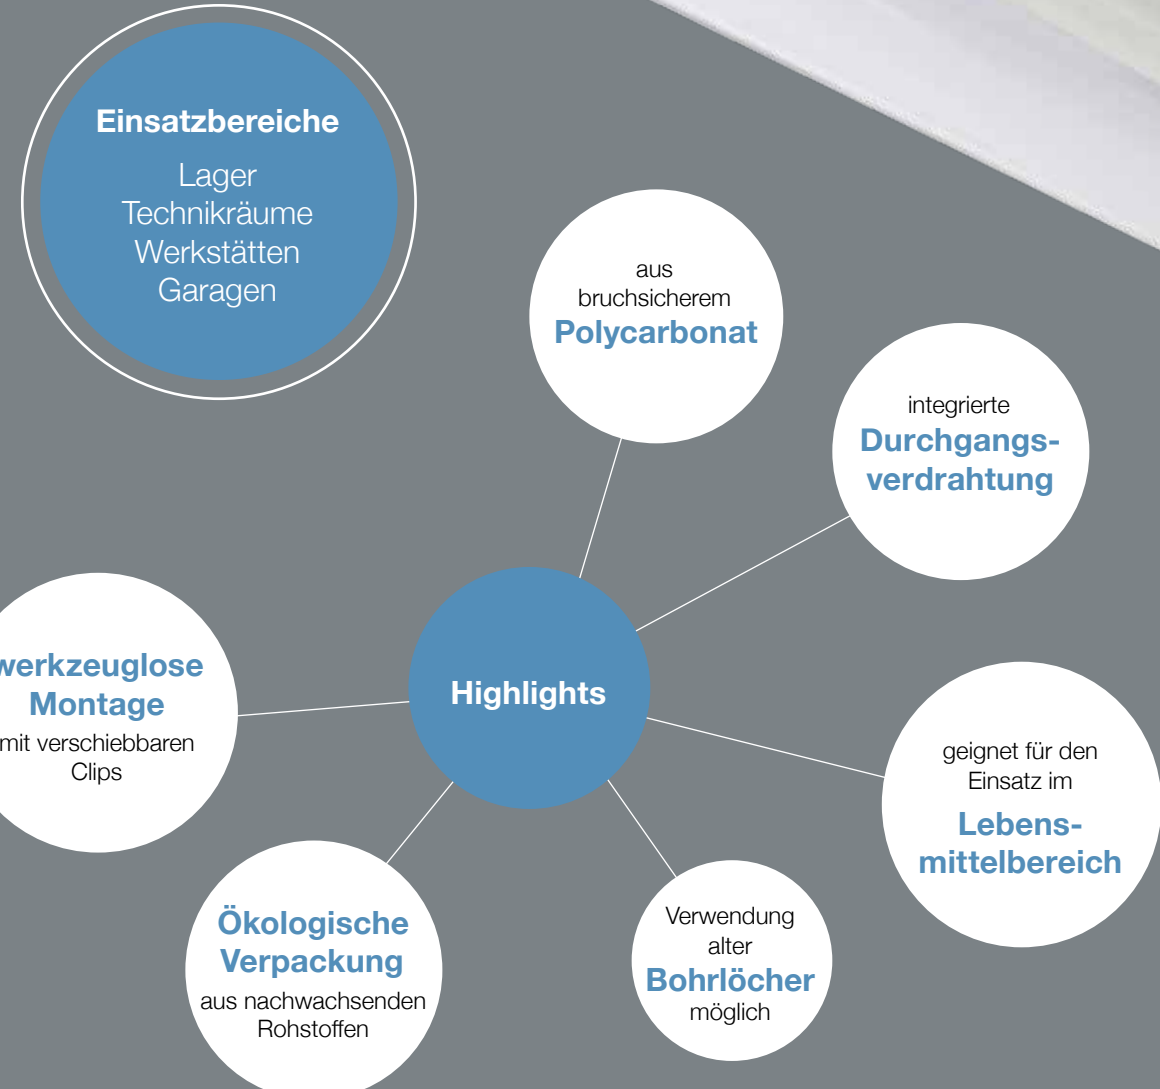 Einsatzbereiche
Lager
Technikräume
Werkstätten
Garagen
aus
bruchsicherem
Polycarbonat
integrierte
Durchgangs-
verdrahtung
werkzeuglose
Montage
mit verschiebbaren
Clips
Highlights
geignet für den
Einsatz im
Lebens-
mittelbereich
Ökologische
Verpackung
aus nachwachsenden
Rohstoffen
Verwendung
alter
Bohrlöcher
möglich